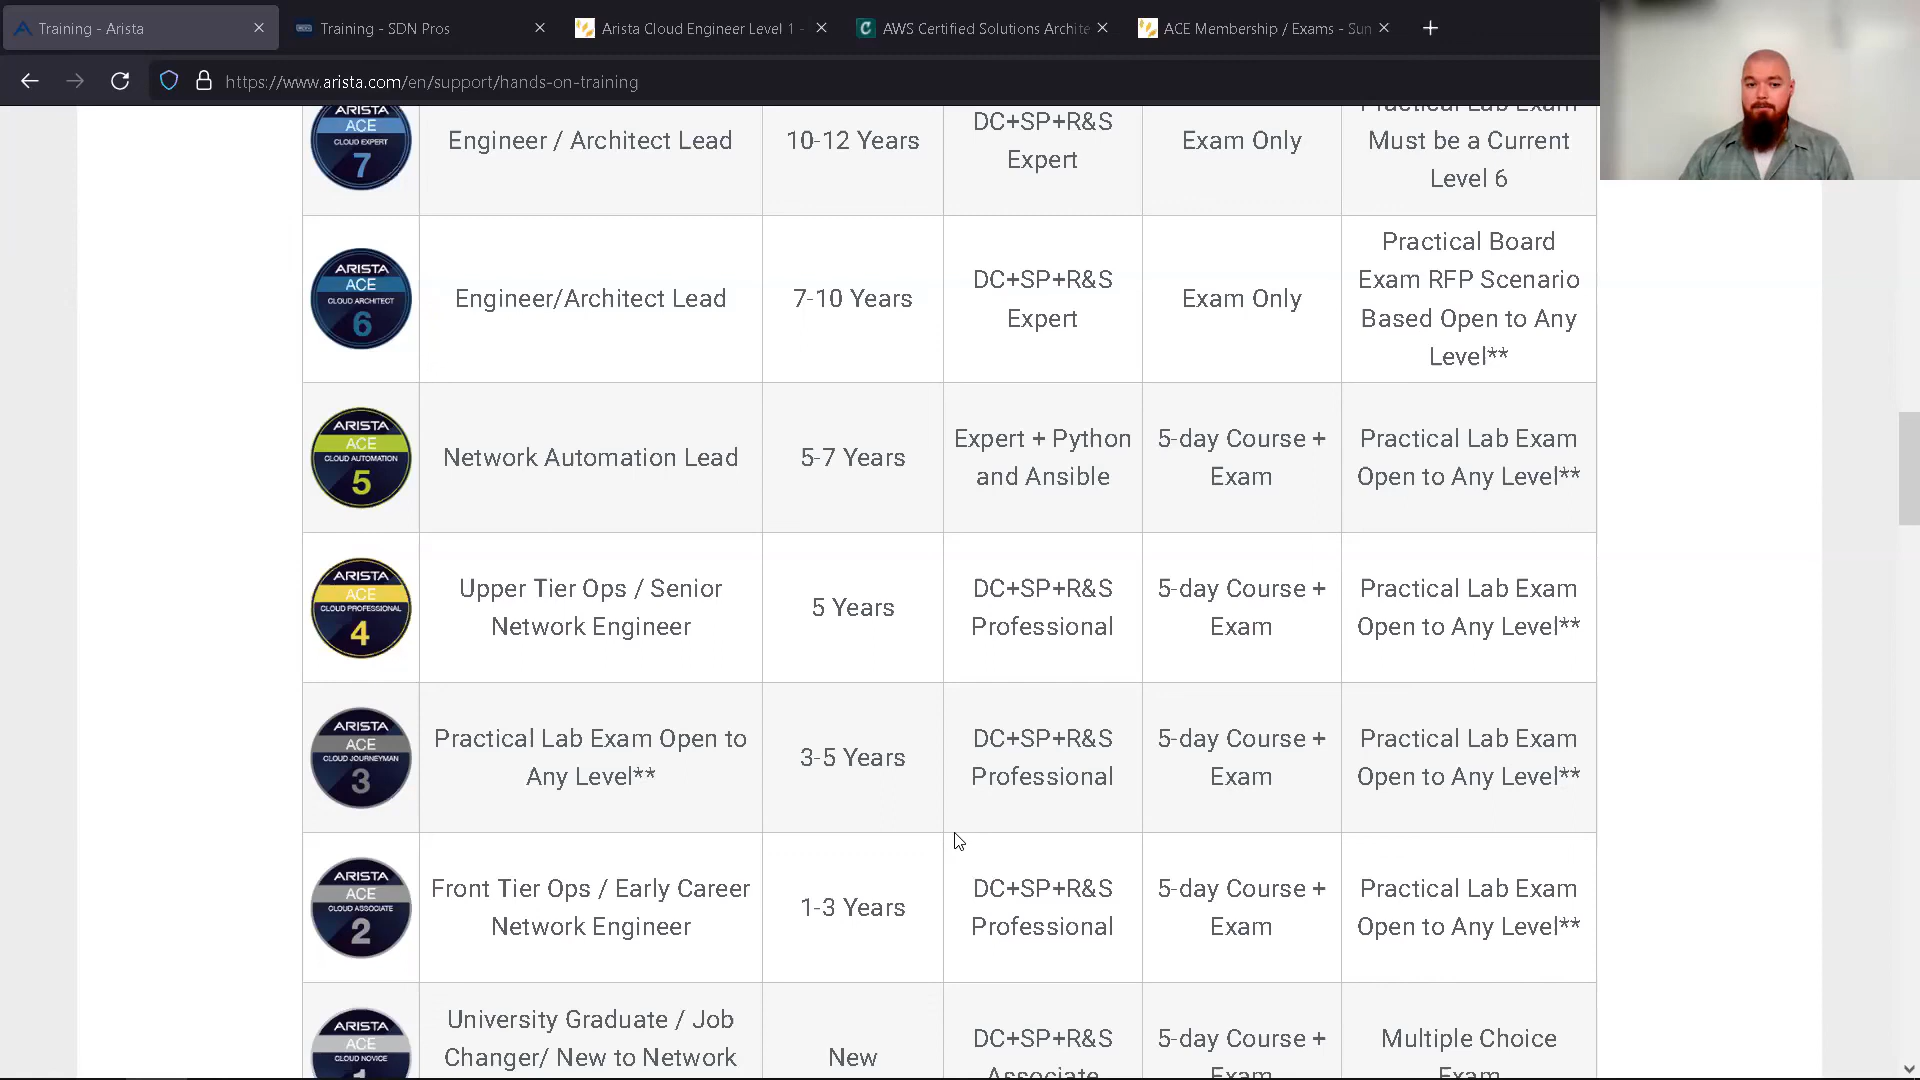 Training - Arista
Training - SDN Pros
Arista Cloud Engineer Level 1 -
AWS Certified Solutions Archite
ACE Membership / Exams - Sun
https://www.arista.com/en/support/hands-on-training
ARISTA
ACE
CLOUD EXPERT
7
Engineer / Architect Lead
10-12 Years
DC+SP+R&S
Expert
Exam Only
Practical Lab Exam
Must be a Current
Level 6
ARISTA
ACE
CLOUD ARCHITECT
6
Engineer/Architect Lead
7-10 Years
DC+SP+R&S
Expert
Exam Only
Practical Board
Exam RFP Scenario
Based Open to Any
Level**
ARISTA
ACE
CLOUD AUTOMATION
5
Network Automation Lead
5-7 Years
Expert + Python
and Ansible
5-day Course +
Exam
Practical Lab Exam
Open to Any Level**
ARISTA
ACE
CLOUD PROFESSIONAL
4
Upper Tier Ops / Senior
Network Engineer
5 Years
DC+SP+R&S
Professional
5-day Course +
Exam
Practical Lab Exam
Open to Any Level**
ARISTA
ACE
CLOUD JOURNEYMAN
3
Practical Lab Exam Open to
Any Level**
3-5 Years
DC+SP+R&S
Professional
5-day Course +
Exam
Practical Lab Exam
Open to Any Level**
ARISTA
ACE
CLOUD ASSOCIATE
2
Front Tier Ops / Early Career
Network Engineer
1-3 Years
DC+SP+R&S
Professional
5-day Course +
Exam
Practical Lab Exam
Open to Any Level**
ARISTA
ACE
CLOUD NOVICE
1
University Graduate / Job
Changer/ New to Network
New
DC+SP+R&S
Associate
5-day Course +
Exam
Multiple Choice
Exam